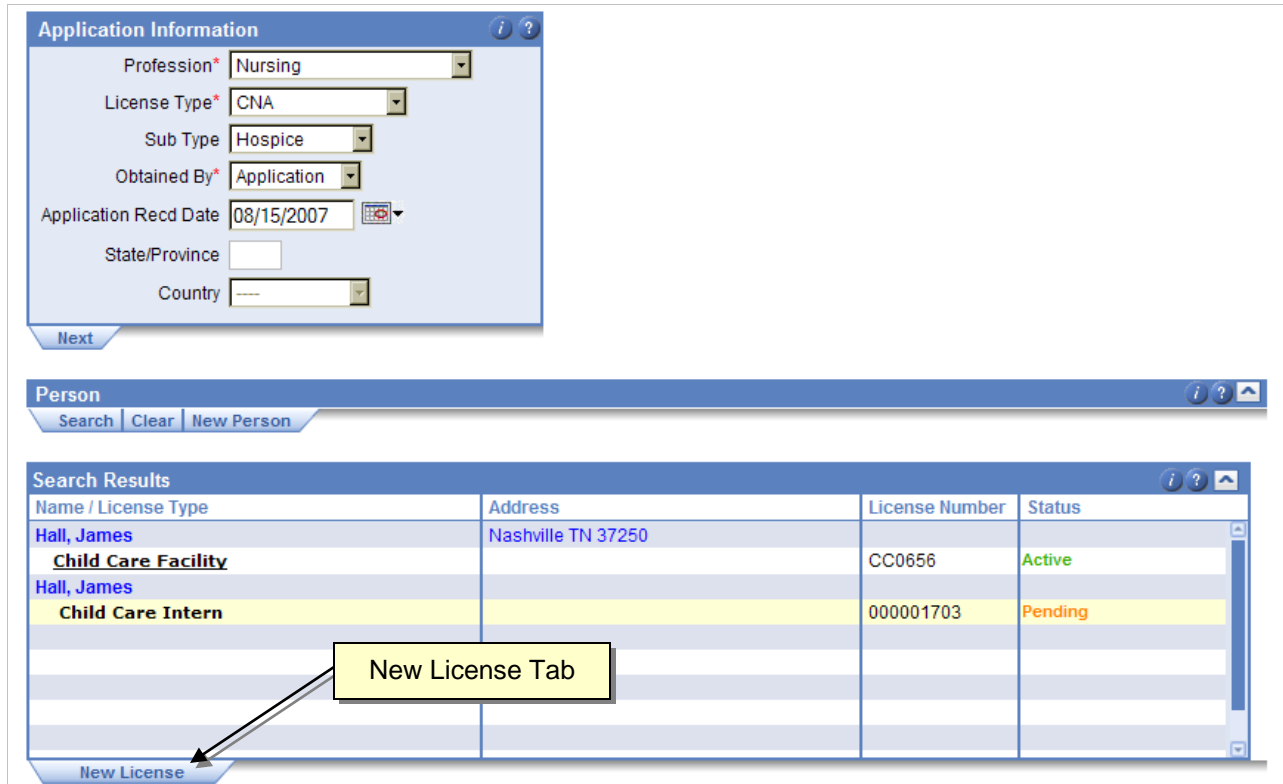 Application Information
Profession* Nursing
License Type* CNA
Sub Type Hospice
Obtained By* Application
Application Recd Date 08/15/2007
State/Province
Country ----
Next
Person
Search | Clear | New Person
Search Results
Name / License Type Address License Number Status
Hall, James Nashville TN 37250
Child Care Facility CC0656 Active
Hall, James
Child Care Intern 000001703 Pending
New License Tab
New License